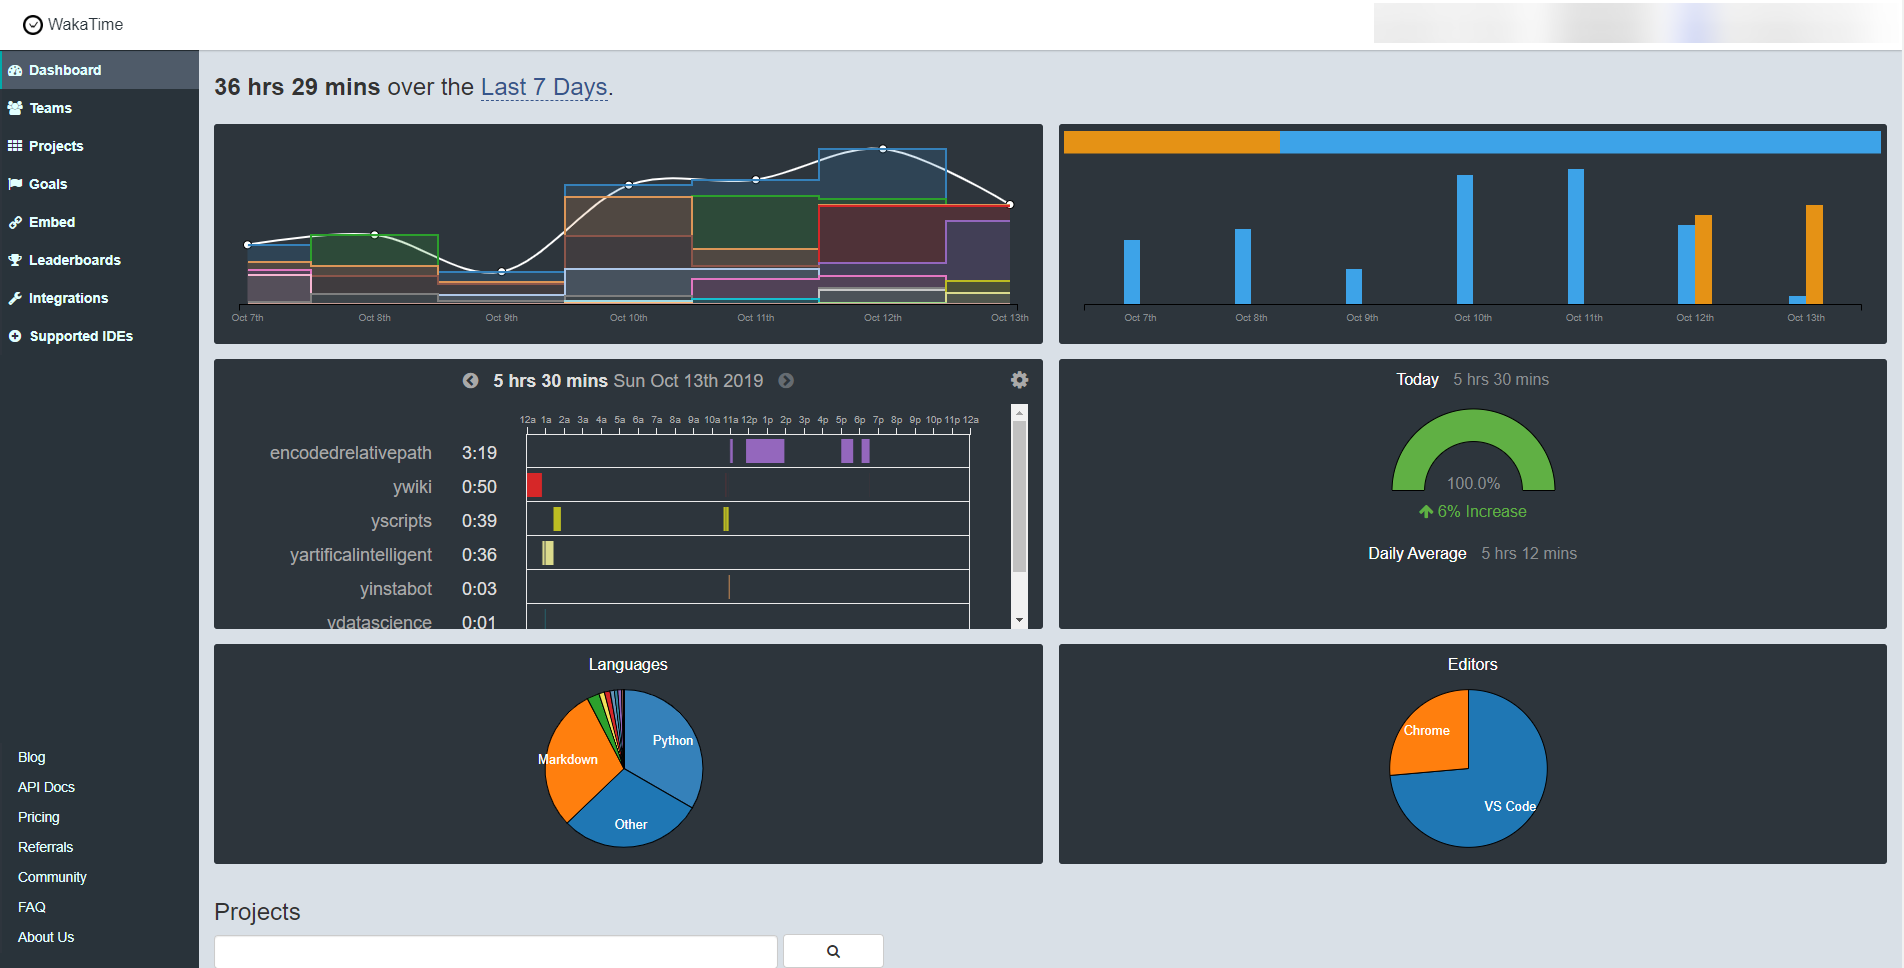 WakaTime
Dashboard
Teams
Projects
Goals
Embed
Leaderboards
Integrations
Supported IDEs
Blog
API Docs
Pricing
Referrals
Community
FAQ
About Us
36 hrs 29 mins over the Last 7 Days.
Oct 7th Oct 8th Oct 9th Oct 10th Oct 11th Oct 12th Oct 13th
Oct 7th Oct 8th Oct 9th Oct 10th Oct 11th Oct 12th Oct 13th
5 hrs 30 mins Sun Oct 13th 2019
12a 1a 2a 3a 4a 5a 6a 7a 8a 9a 10a 11a 12p 1p 2p 3p 4p 5p 6p 7p 8p 9p 10p 11p 12a
encodedrelativepath 3:19
ywiki 0:50
yscripts 0:39
yartificalintelligent 0:36
yinstabot 0:03
ydatascience 0:01
Today 5 hrs 30 mins
100.0%
6% Increase
Daily Average 5 hrs 12 mins
Languages
Python
Markdown
Other
Editors
Chrome
VS Code
Projects